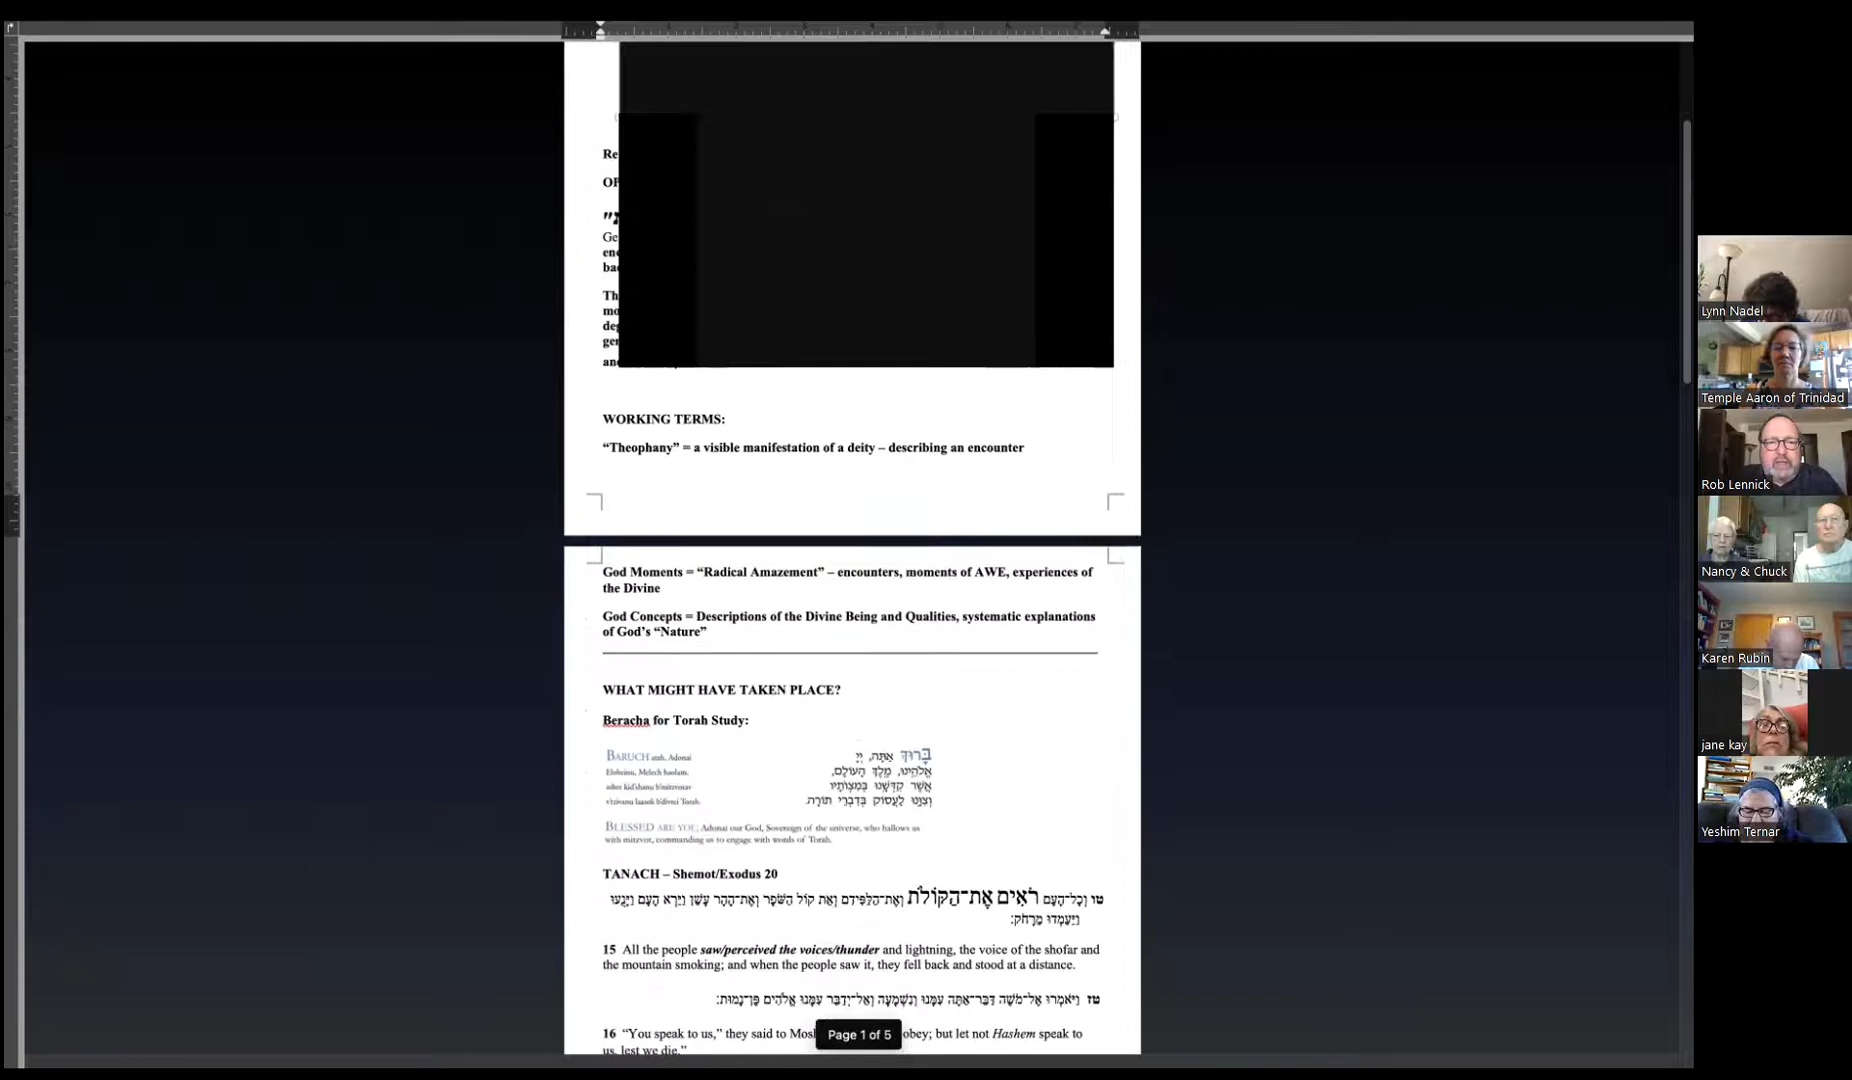 Re
OF
Ge
enc
bac
Th
mo
deg
gen
and
WORKING TERMS:
“Theophany” = a visible manifestation of a deity – describing an encounter
God Moments = “Radical Amazement” – encounters, moments of AWE, experiences of
the Divine
God Concepts = Descriptions of the Divine Being and Qualities, systematic explanations
of God’s “Nature”
WHAT MIGHT HAVE TAKEN PLACE?
Beracha for Torah Study:
BARUCH atah, Adonai
Eloheinu, Melech haolam,
asher kid’shanu b’mitzvotav
v’tzivanu laasok b’divrei Torah.
בָּרוּךְ אַתָּה, יְיָ
אֱלֹהֵינוּ, מֶלֶךְ הָעוֹלָם,
אֲשֶׁר קִדְּשָׁנוּ בְּמִצְוֹתָיו
וְצִוָּנוּ לַעֲסוֹק בְּדִבְרֵי תוֹרָה.
BLESSED ARE YOU, Adonai our God, Sovereign of the universe, who hallows us
with mitzvot, commanding us to engage with words of Torah.
TANACH – Shemot/Exodus 20
טו וְכׇל־הָעָם רֹאִים אֶת־הַקּוֹלֹת וְאֶת־הַלַּפִּידִם וְאֵת קוֹל הַשֹּׁפָר וְאֶת־הָהָר עָשֵׁן וַיַּרְא הָעָם וַיָּנֻעוּ
וַיַּעַמְדוּ מֵרָחֹק׃
15 All the people saw/perceived the voices/thunder and lightning, the voice of the shofar and
the mountain smoking; and when the people saw it, they fell back and stood at a distance.
טז וַיֹּאמְרוּ אֶל־מֹשֶׁה דַּבֵּר־אַתָּה עִמָּנוּ וְנִשְׁמָעָה וְאַל־יְדַבֵּר עִמָּנוּ אֱלֹהִים פֶּן־נָמוּת׃
16 “You speak to us,” they said to Mos obey; but let not Hashem speak to
us, lest we die.”
Page 1 of 5
Lynn Nadel
Temple Aaron of Trinidad
Rob Lennick
Nancy & Chuck
Karen Rubin
jane kay
Yeshim Ternar